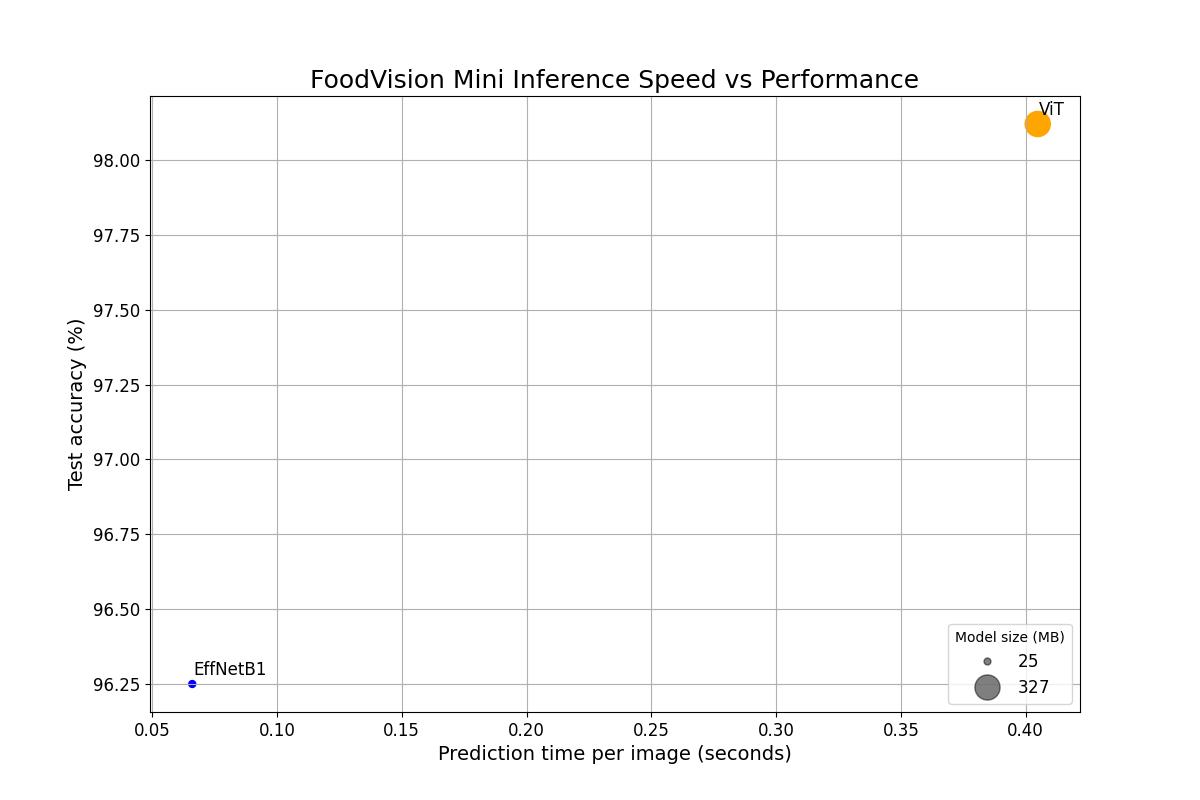 FoodVision Mini Inference Speed vs Performance
ViT
98.00
97.75
97.50
97.25
97.00
96.75
96.50
96.25
Test accuracy (%)
EffNetB1
Model size (MB)
25
327
0.05 0.10 0.15 0.20 0.25 0.30 0.35 0.40
Prediction time per image (seconds)